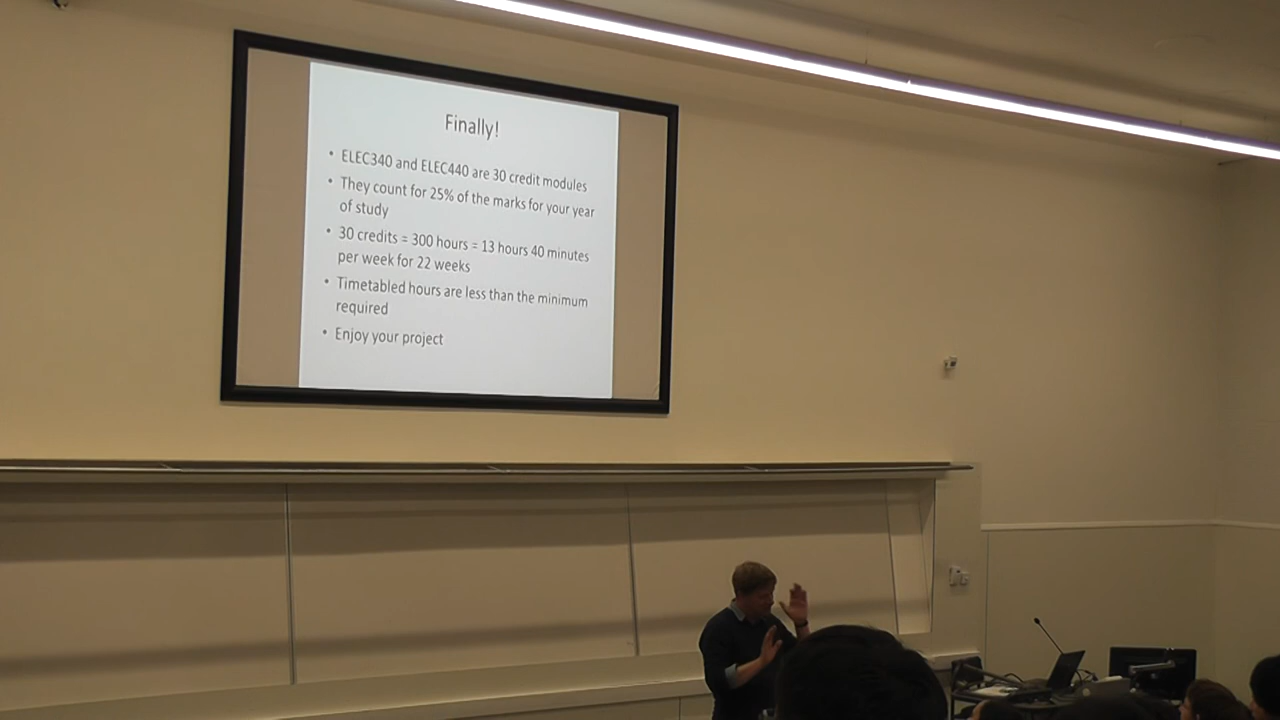 Finally!
• ELEC340 and ELEC440 are 30 credit modules
• They count for 25% of the marks for your year
of study
• 30 credits = 300 hours = 13 hours 40 minutes
per week for 22 weeks
• Timetabled hours are less than the minimum
required
• Enjoy your project